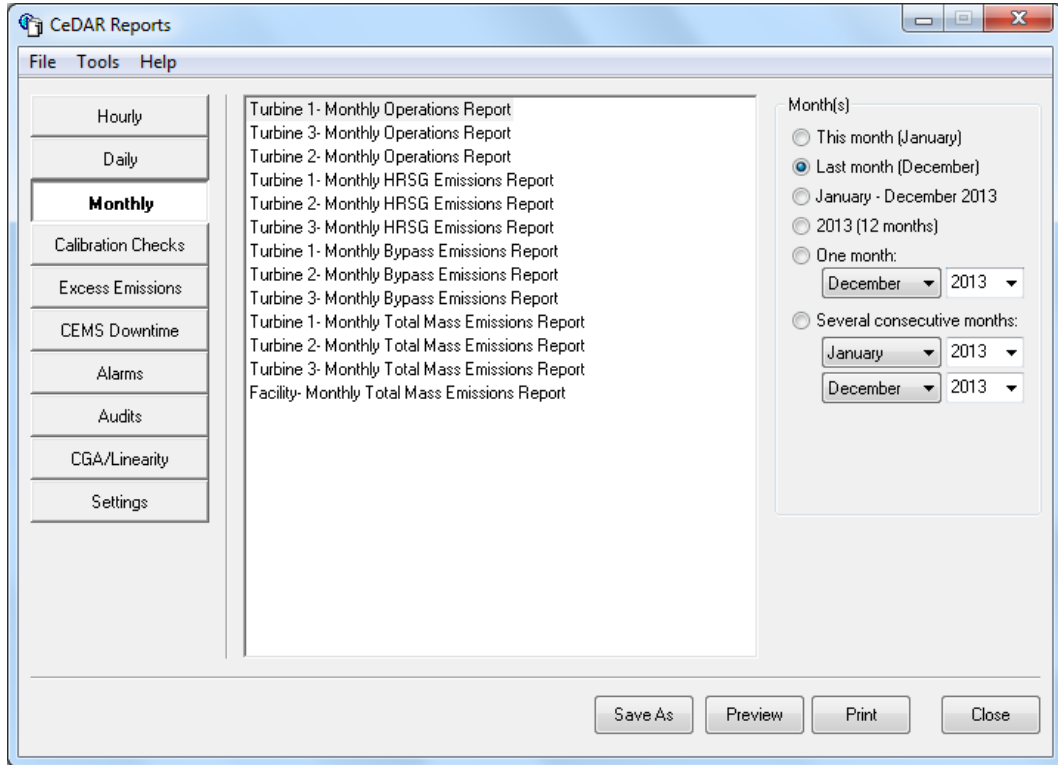 CeDAR Reports
File Tools Help
Hourly
Daily
Monthly
Calibration Checks
Excess Emissions
CEMS Downtime
Alarms
Audits
CGA/Linearity
Settings
Turbine 1- Monthly Operations Report
Turbine 3- Monthly Operations Report
Turbine 2- Monthly Operations Report
Turbine 1- Monthly HRSG Emissions Report
Turbine 2- Monthly HRSG Emissions Report
Turbine 3- Monthly HRSG Emissions Report
Turbine 1- Monthly Bypass Emissions Report
Turbine 2- Monthly Bypass Emissions Report
Turbine 3- Monthly Bypass Emissions Report
Turbine 1- Monthly Total Mass Emissions Report
Turbine 2- Monthly Total Mass Emissions Report
Turbine 3- Monthly Total Mass Emissions Report
Facility- Monthly Total Mass Emissions Report
Month(s)
This month (January)
Last month (December)
January - December 2013
2013 (12 months)
One month:
December 2013
Several consecutive months:
January 2013
December 2013
Save As Preview Print Close